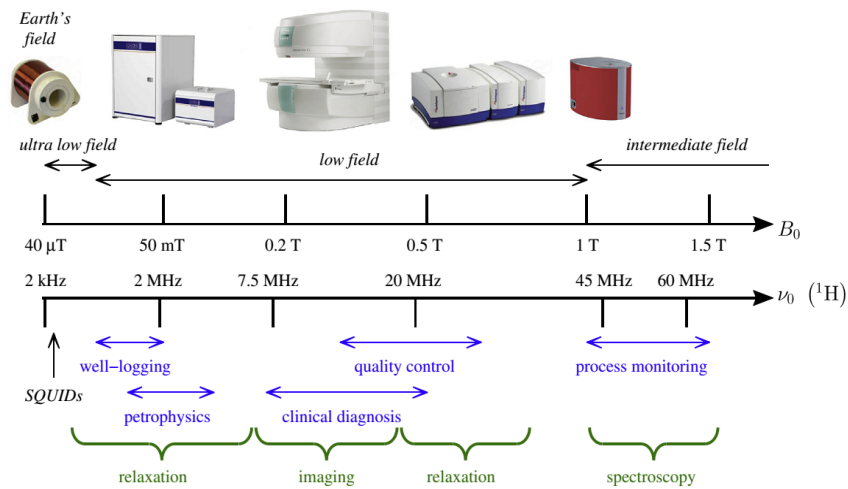 Earth's
field
ultra low field
low field
intermediate field
40 µT
50 mT
0.2 T
0.5 T
1 T
1.5 T
B₀
2 kHz
2 MHz
7.5 MHz
20 MHz
45 MHz
60 MHz
ν₀ (¹H)
well–logging
quality control
process monitoring
SQUIDs
petrophysics
clinical diagnosis
relaxation
imaging
relaxation
spectroscopy